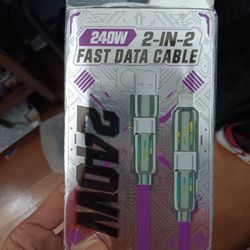 240W 2-IN-2
FAST DATA CABLE
240W